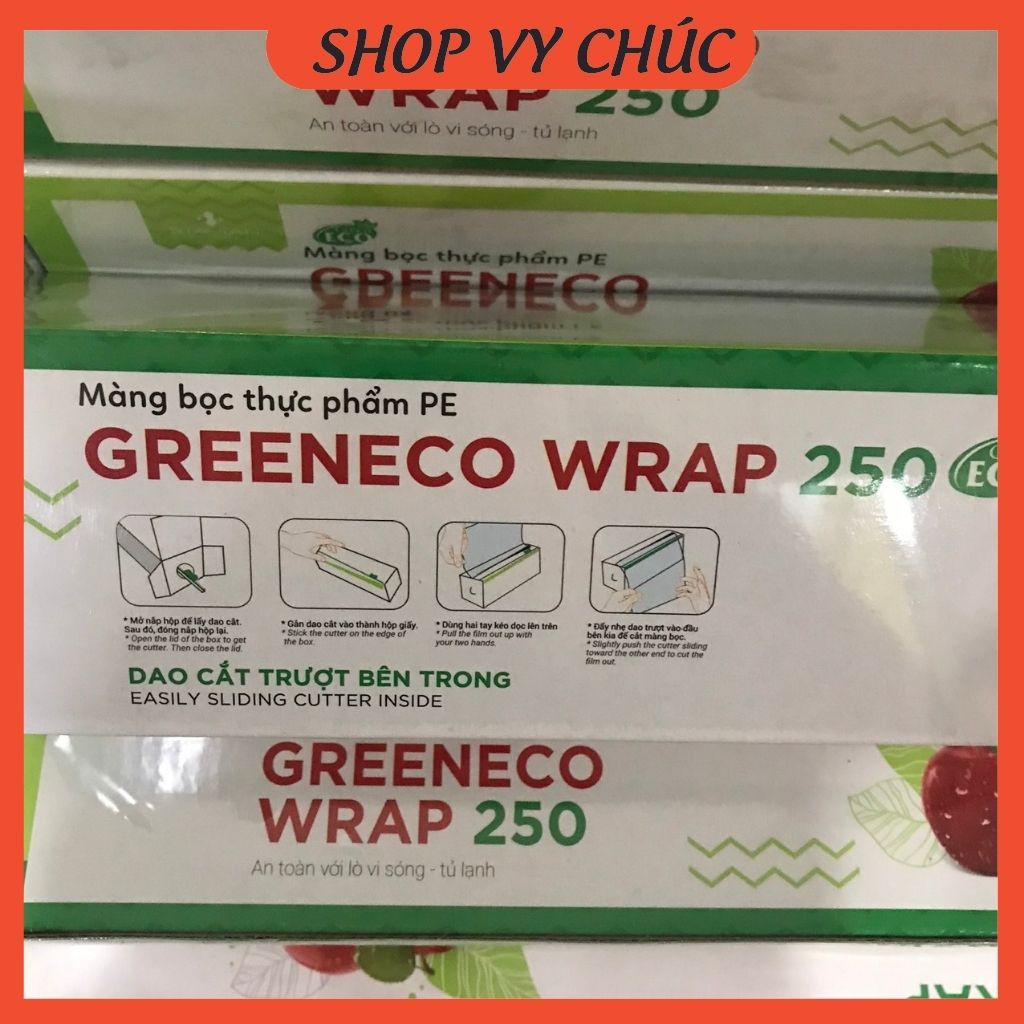 SHOP VY CHÚC
WRAP 250
An toàn với lò vi sóng - tủ lạnh
ECO
Màng bọc thực phẩm PE
GREENECO
Màng bọc thực phẩm PE
GREENECO WRAP 250
* Mở nắp hộp để lấy dao cắt.
Sau đó, đóng nắp hộp lại.
* Open the lid of the box to get
the cutter. Then close the lid.
* Gắn dao cắt vào thành hộp giấy.
* Stick the cutter on the edge of
the box.
* Dùng hai tay kéo dọc lên trên
* Pull the film out up with
your two hands.
* Đẩy nhẹ dao trượt vào đầu
bên kia để cắt màng bọc.
* Slightly push the cutter sliding
toward the other end to cut the
film out.
DAO CẮT TRƯỢT BÊN TRONG
EASILY SLIDING CUTTER INSIDE
GREENECO
WRAP 250
An toàn với lò vi sóng - tủ lạnh